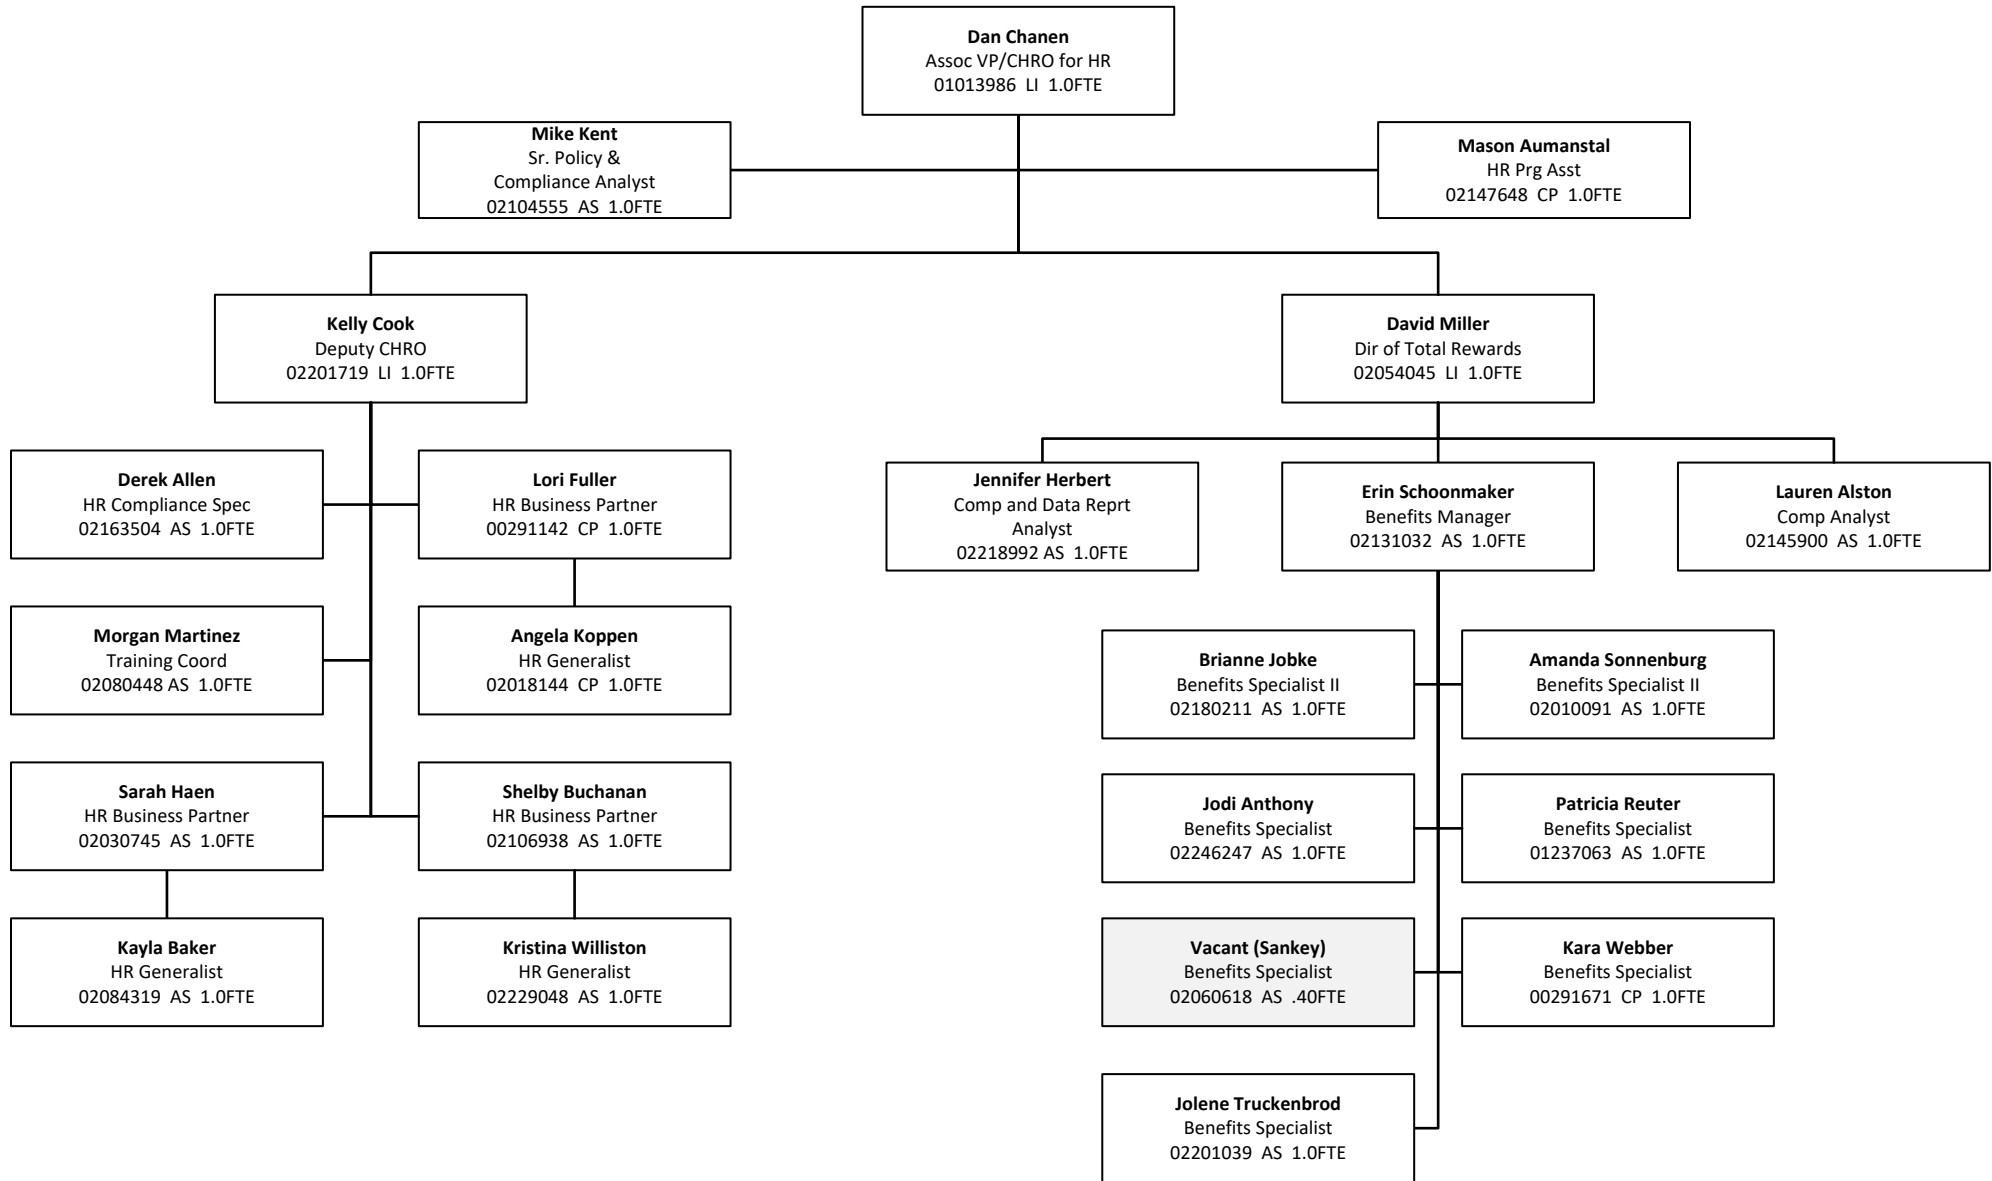 Dan Chanen
Assoc VP/CHRO for HR
01013986 LI 1.0FTE
Mike Kent
Sr. Policy &
Compliance Analyst
02104555 AS 1.0FTE
Mason Aumanstal
HR Prg Asst
02147648 CP 1.0FTE
Kelly Cook
Deputy CHRO
02201719 LI 1.0FTE
David Miller
Dir of Total Rewards
02054045 LI 1.0FTE
Derek Allen
HR Compliance Spec
02163504 AS 1.0FTE
Lori Fuller
HR Business Partner
00291142 CP 1.0FTE
Jennifer Herbert
Comp and Data Reprt
Analyst
02218992 AS 1.0FTE
Erin Schoonmaker
Benefits Manager
02131032 AS 1.0FTE
Lauren Alston
Comp Analyst
02145900 AS 1.0FTE
Morgan Martinez
Training Coord
02080448 AS 1.0FTE
Angela Koppen
HR Generalist
02018144 CP 1.0FTE
Brianne Jobke
Benefits Specialist II
02180211 AS 1.0FTE
Amanda Sonnenburg
Benefits Specialist II
02010091 AS 1.0FTE
Sarah Haen
HR Business Partner
02030745 AS 1.0FTE
Shelby Buchanan
HR Business Partner
02106938 AS 1.0FTE
Jodi Anthony
Benefits Specialist
02246247 AS 1.0FTE
Patricia Reuter
Benefits Specialist
01237063 AS 1.0FTE
Kayla Baker
HR Generalist
02084319 AS 1.0FTE
Kristina Williston
HR Generalist
02229048 AS 1.0FTE
Vacant (Sankey)
Benefits Specialist
02060618 AS .40FTE
Kara Webber
Benefits Specialist
00291671 CP 1.0FTE
Jolene Truckenbrod
Benefits Specialist
02201039 AS 1.0FTE